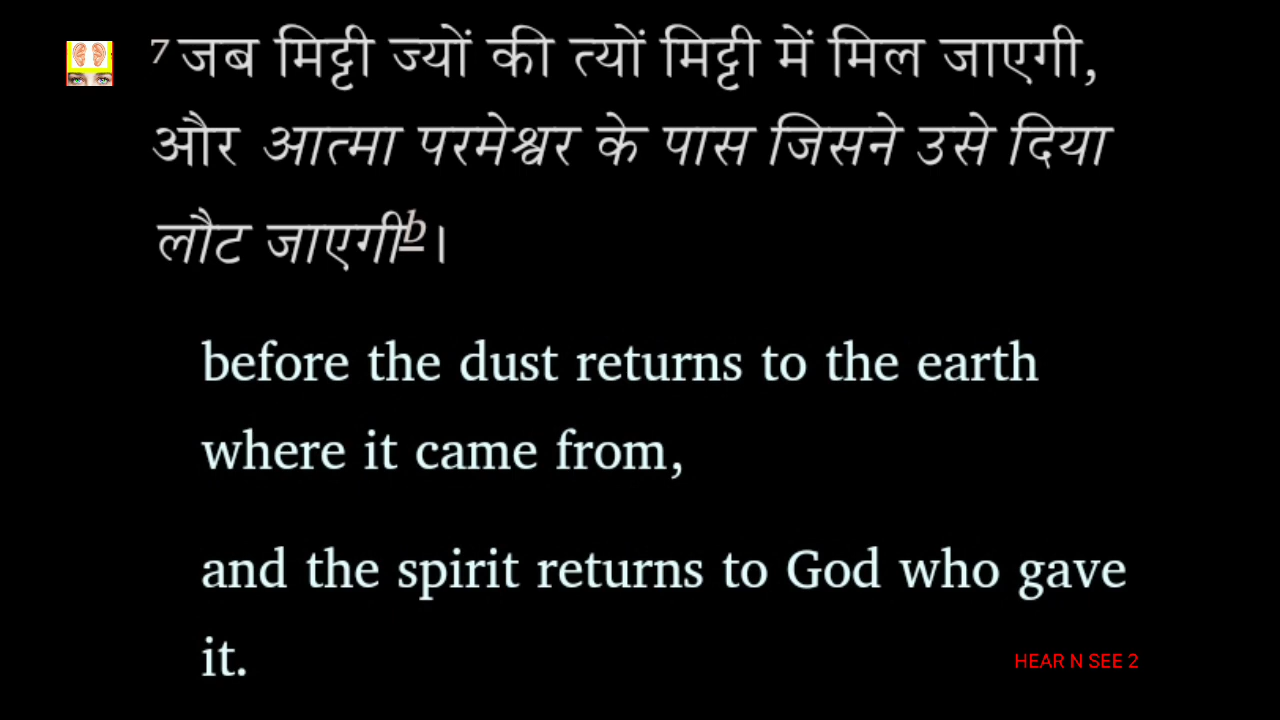 7 जब मिट्टी ज्यों की त्यों मिट्टी में मिल जाएगी,
और आत्मा परमेश्वर के पास जिसने उसे दिया
लौट जाएगीb।
before the dust returns to the earth
where it came from,
and the spirit returns to God who gave
it.
HEAR N SEE 2